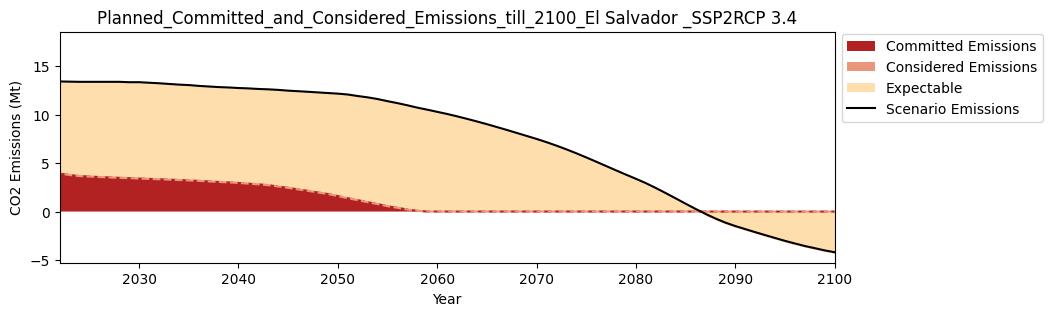 Planned_Committed_and_Considered_Emissions_till_2100_El Salvador _SSP2RCP 3.4
Committed Emissions
Considered Emissions
Expectable
Scenario Emissions
CO2 Emissions (Mt)
15
10
5
0
−5
2030 2040 2050 2060 2070 2080 2090 2100
Year